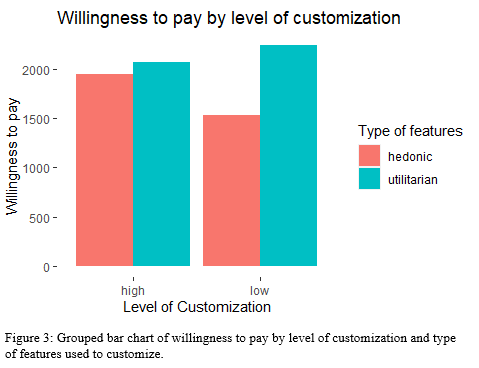 Willingness to pay by level of customization
Willingness to pay
2000
1500
1000
500
0
high
low
Level of Customization
Type of features
hedonic
utilitarian
Figure 3: Grouped bar chart of willingness to pay by level of customization and type
of features used to customize.